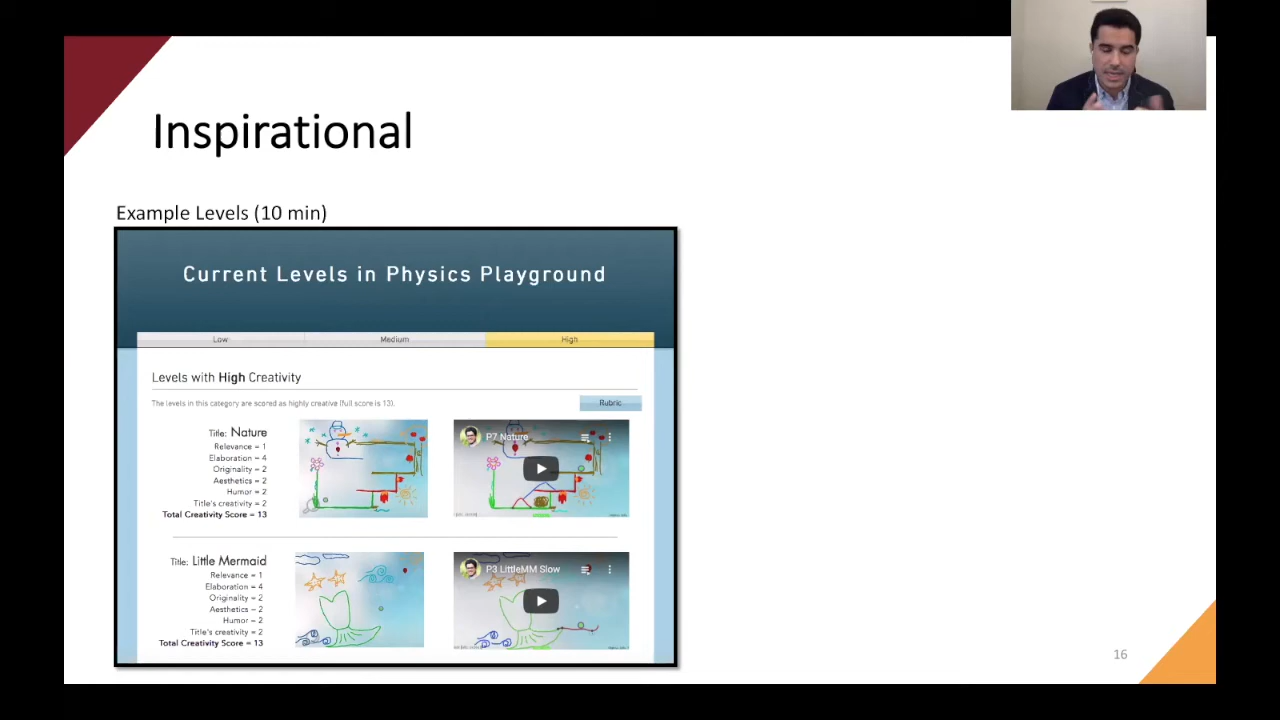 Inspirational
Example Levels (10 min)
Current Levels in Physics Playground
Low
Medium
High
Levels with High Creativity
The levels in this category are scored as highly creative (full score is 13).
Rubric
Title: Nature
Relevance = 1
Elaboration = 4
Originality = 2
Aesthetics = 2
Humor = 2
Title's creativity = 2
Total Creativity Score = 13
P7 Nature
Title: Little Mermaid
Relevance = 1
Elaboration = 4
Originality = 2
Aesthetics = 2
Humor = 2
Title's creativity = 2
Total Creativity Score = 13
P3 LittleMM Slow
16